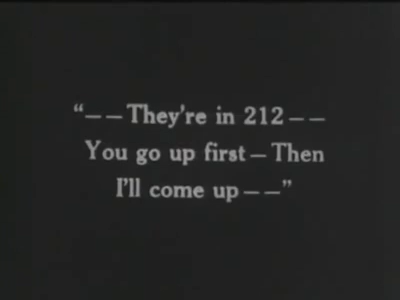 “——They're in 212——
You go up first—Then
I'll come up——”